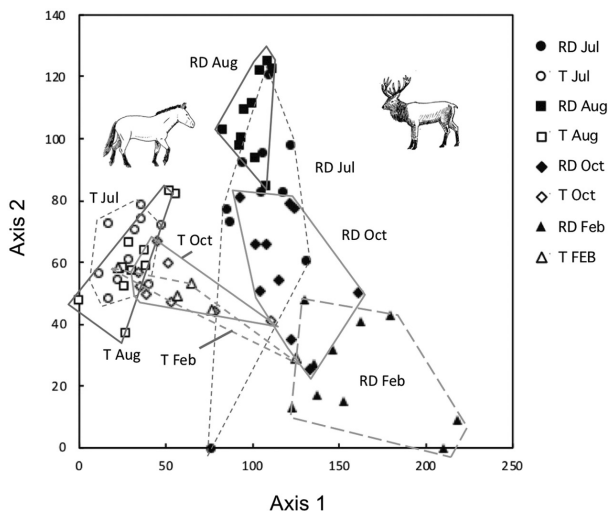 140
120
100
80
60
40
20
0
0 50 100 150 200 250
Axis 2
Axis 1
RD Aug
RD Jul
T Jul
T Oct
RD Oct
T Aug
T Feb
RD Feb
RD Jul
T Jul
RD Aug
T Aug
RD Oct
T Oct
RD Feb
T FEB